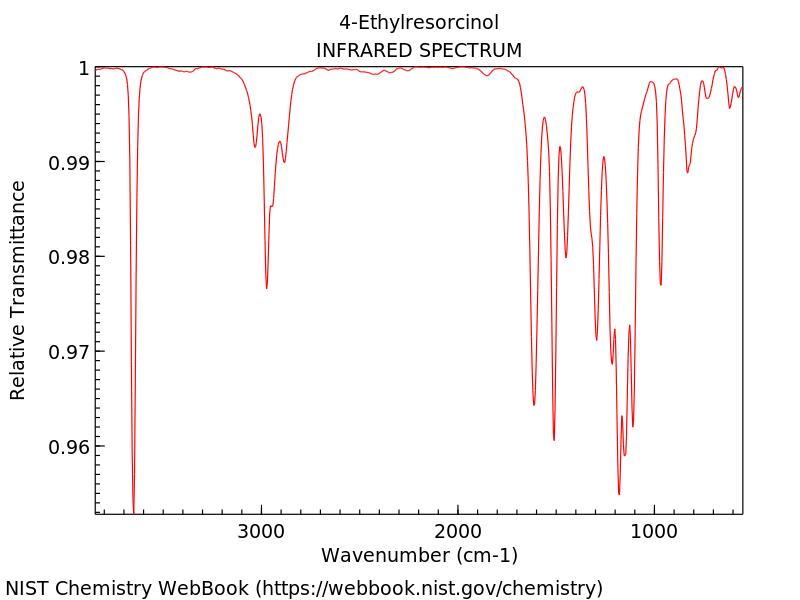 4-Ethylresorcinol
INFRARED SPECTRUM
1
0.99
0.98
0.97
0.96
Relative Transmittance
3000 2000 1000
Wavenumber (cm-1)
NIST Chemistry WebBook (https://webbook.nist.gov/chemistry)